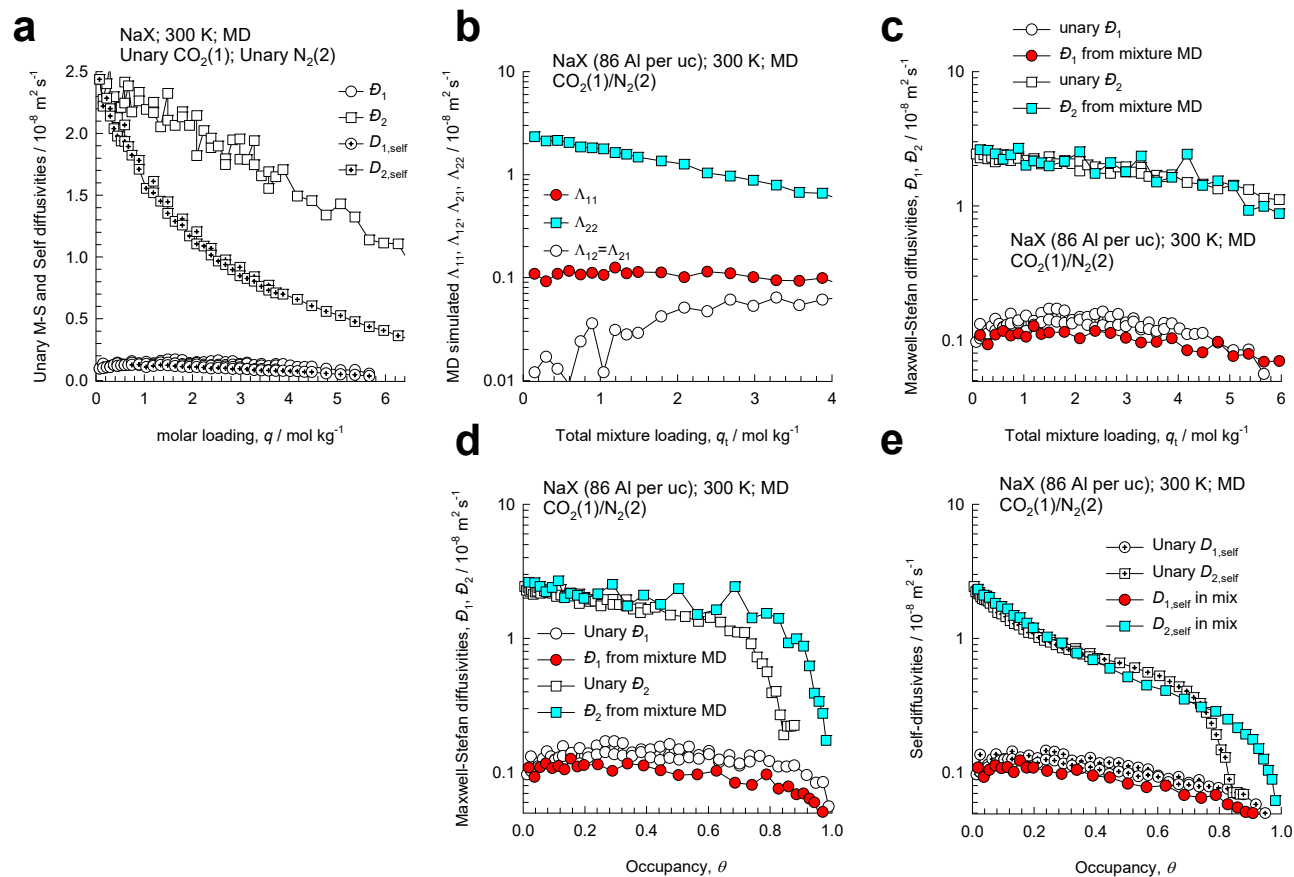 a
NaX; 300 K; MD
Unary CO₂(1); Unary N₂(2)
Unary M-S and Self diffusivities / 10⁻⁸ m² s⁻¹
2.5
2.0
1.5
1.0
0.5
0.0
Đ₁
Đ₂
D₁,self
D₂,self
0 1 2 3 4 5 6
molar loading, q / mol kg⁻¹
b
NaX (86 Al per uc); 300 K; MD
CO₂(1)/N₂(2)
MD simulated Λ₁₁, Λ₁₂, Λ₂₁, Λ₂₂ / 10⁻⁸ m² s⁻¹
10
1
0.1
0.01
Λ₁₁
Λ₂₂
Λ₁₂=Λ₂₁
0 1 2 3 4
Total mixture loading, qₜ / mol kg⁻¹
c
unary Đ₁
Đ₁ from mixture MD
unary Đ₂
Đ₂ from mixture MD
Maxwell-Stefan diffusivities, Đ₁, Đ₂ / 10⁻⁸ m² s⁻¹
10
1
0.1
NaX (86 Al per uc); 300 K; MD
CO₂(1)/N₂(2)
0 1 2 3 4 5 6
Total mixture loading, qₜ / mol kg⁻¹
d
NaX (86 Al per uc); 300 K; MD
CO₂(1)/N₂(2)
Maxwell-Stefan diffusivities, Đ₁, Đ₂ / 10⁻⁸ m² s⁻¹
10
1
0.1
Unary Đ₁
Đ₁ from mixture MD
Unary Đ₂
Đ₂ from mixture MD
0.0 0.2 0.4 0.6 0.8 1.0
Occupancy, θ
e
NaX (86 Al per uc); 300 K; MD
CO₂(1)/N₂(2)
Self-diffusivities / 10⁻⁸ m² s⁻¹
10
1
0.1
Unary D₁,self
Unary D₂,self
D₁,self in mix
D₂,self in mix
0.0 0.2 0.4 0.6 0.8 1.0
Occupancy, θ